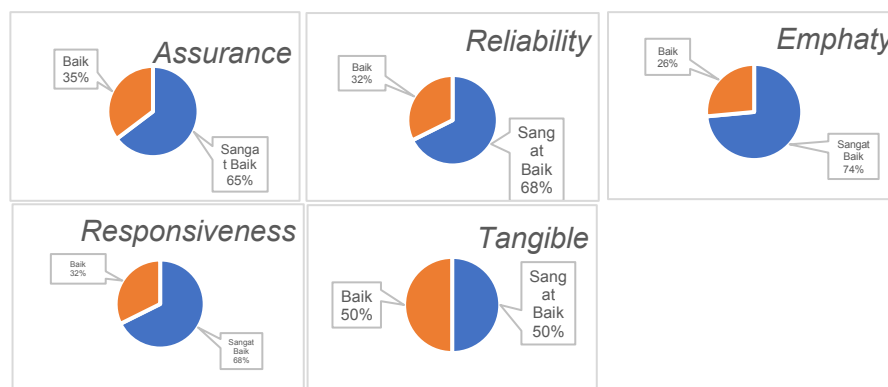 Assurance
Baik
35%
Sanga
t Baik
65%
Reliability
Baik
32%
Sang
at
Baik
68%
Emphaty
Baik
26%
Sangat
Baik
74%
Responsiveness
Baik
32%
Sangat
Baik
68%
Tangible
Baik
50%
Sang
at
Baik
50%